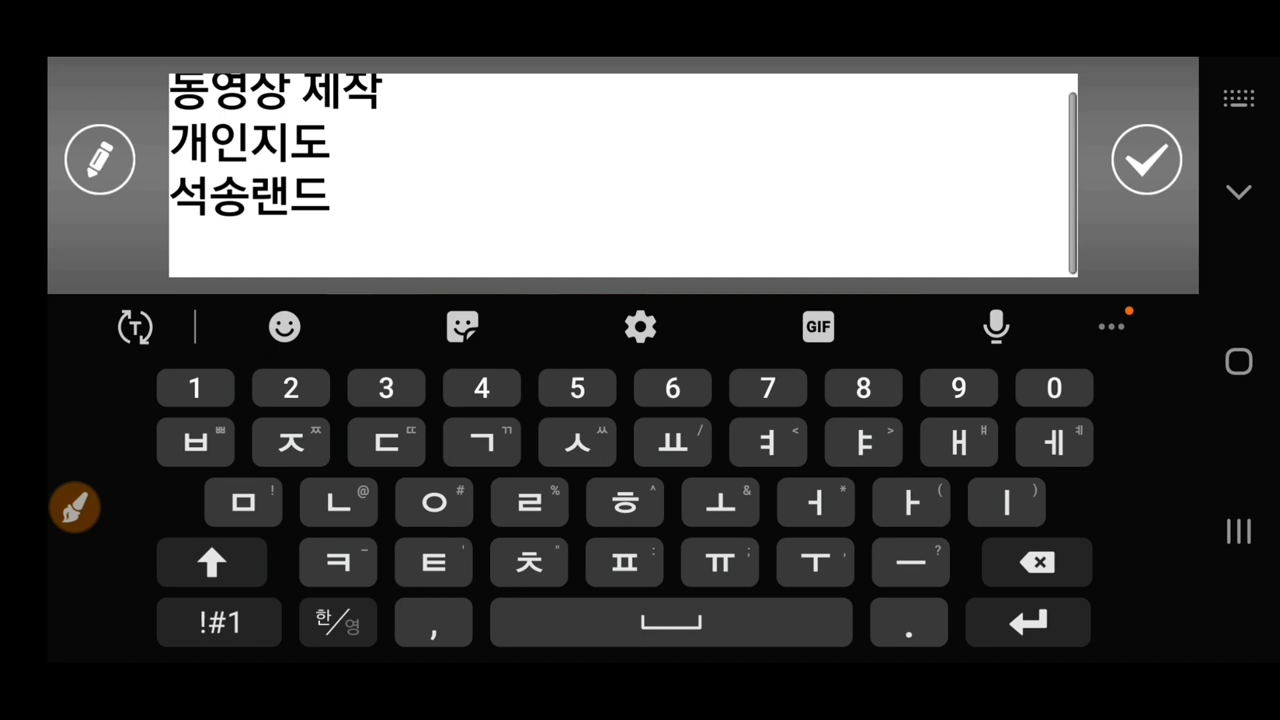 동영상 제작
개인지도
석송랜드
T GIF
1 2 3 4 5 6 7 8 9 0
ㅂ ㅃ ㅈ ㅉ ㄷ ㄸ ㄱ ㄲ ㅅ ㅆ ㅛ / ㅕ < ㅑ > ㅐ ㅒ ㅔ ㅖ
ㅁ ! ㄴ @ ㅇ # ㄹ % ㅎ ^ ㅗ & ㅓ * ㅏ ( ㅣ )
ㅋ - ㅌ ' ㅊ " ㅍ : ㅠ ; ㅜ , ㅡ ?
!#1 한/영 , .